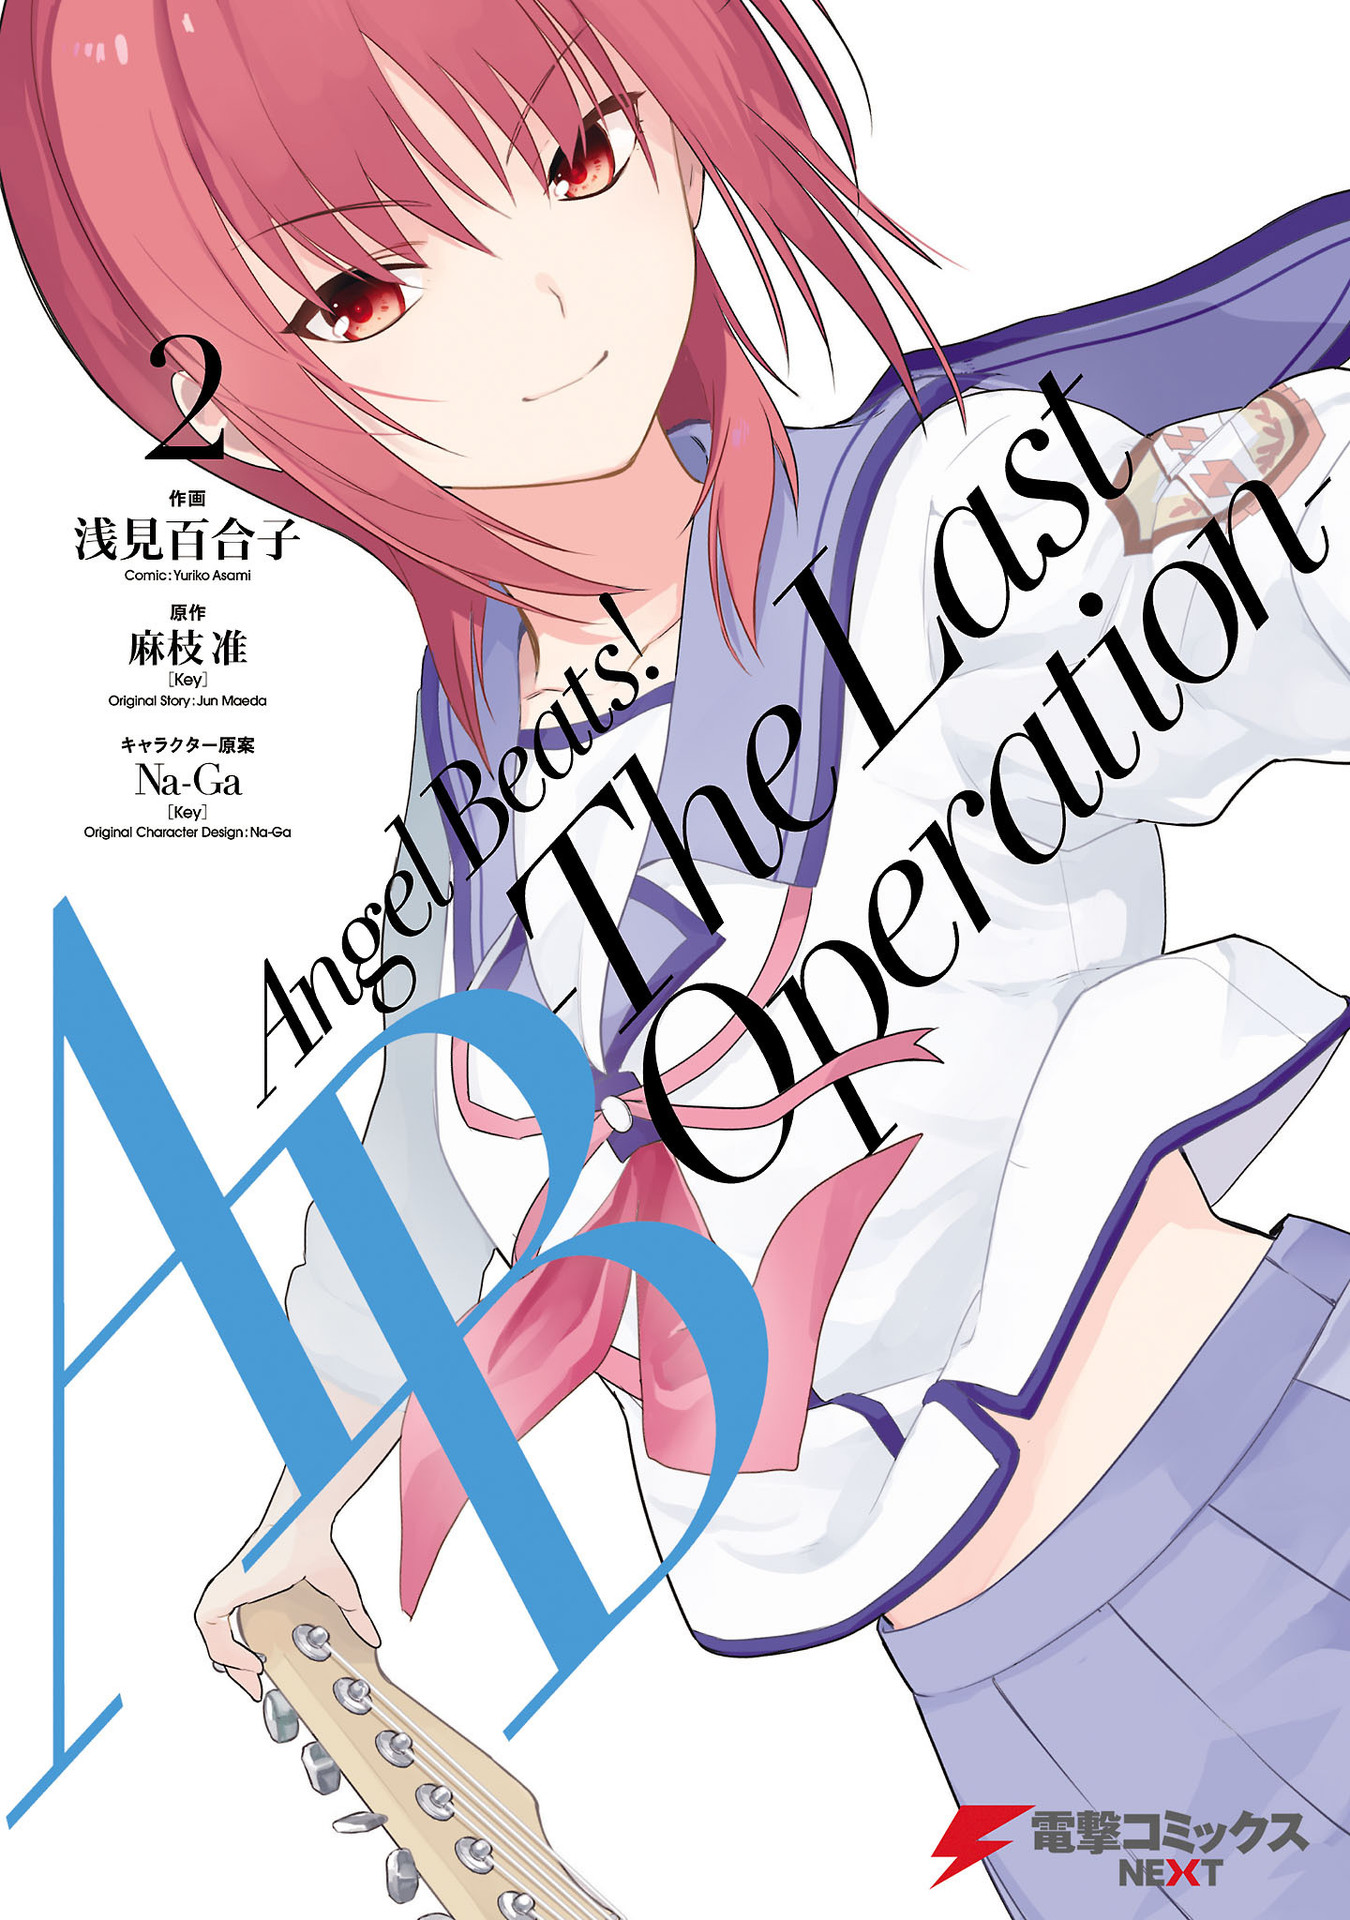 2
作画
浅見百合子
Comic:Yuriko Asami
原作
麻枝 准
[Key]
Original Story:Jun Maeda
キャラクター原案
Na-Ga
[Key]
Original Character Design:Na-Ga
Angel Beats!
-The Last
Operation-
AB
電撃コミックス
NEXT